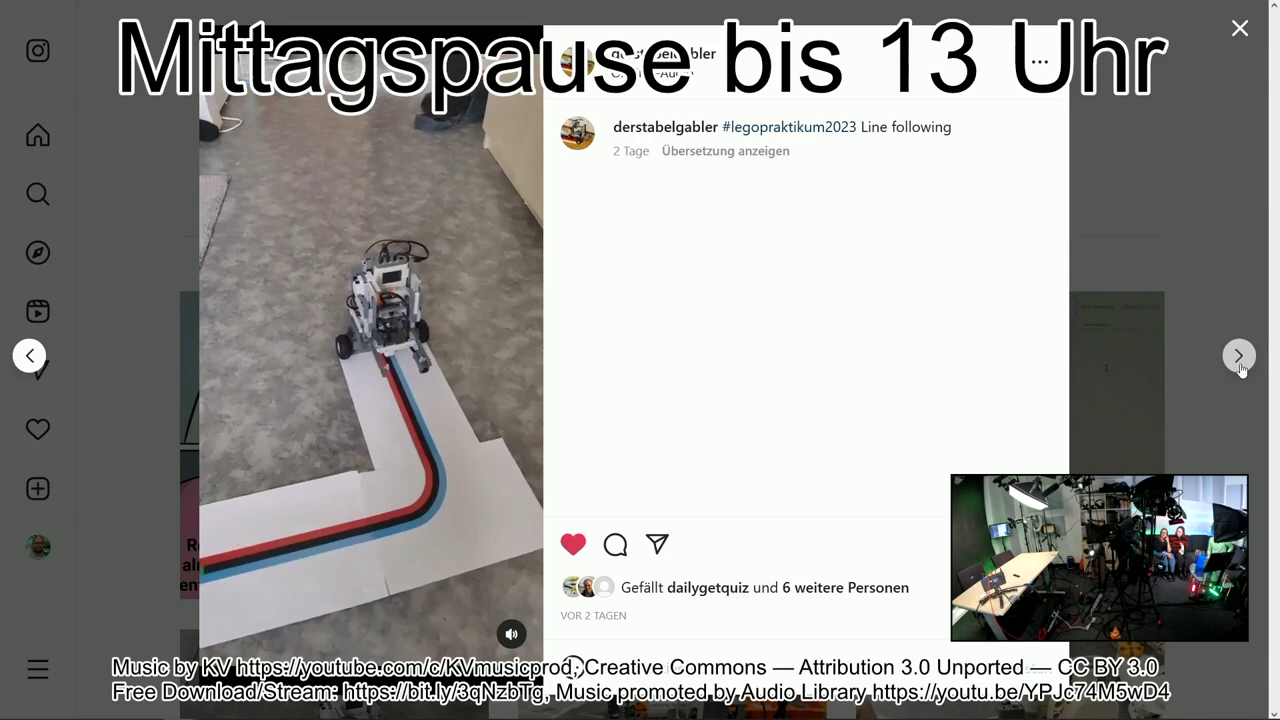 Mittagspause bis 13 Uhr
derstabelgabler
derstabelgabler #legopraktikum2023 Line following
2 Tage Übersetzung anzeigen
Gefällt dailygetquiz und 6 weitere Personen
VOR 2 TAGEN
Music by KV https://youtube.com/c/KVmusicprod; Creative Commons — Attribution 3.0 Unported — CC BY 3.0
Free Download/Stream: https://bit.ly/3qNzbTg, Music promoted by Audio Library https://youtu.be/YPJc74M5wD4